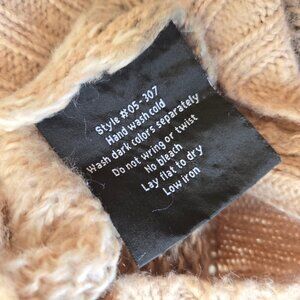 Style #05-307
Hand wash cold
Wash dark colors separately
Do not wring or twist
No bleach
Lay flat to dry
Low iron